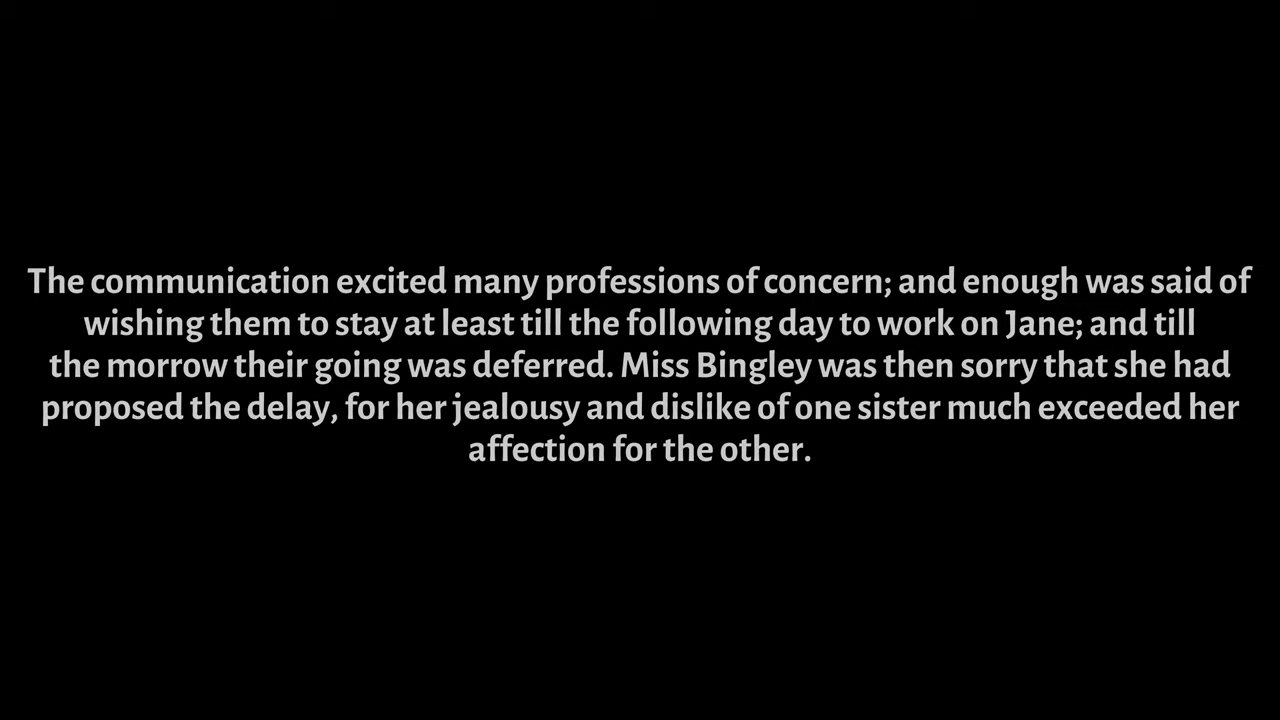 The communication excited many professions of concern; and enough was said of
wishing them to stay at least till the following day to work on Jane; and till
the morrow their going was deferred. Miss Bingley was then sorry that she had
proposed the delay, for her jealousy and dislike of one sister much exceeded her
affection for the other.